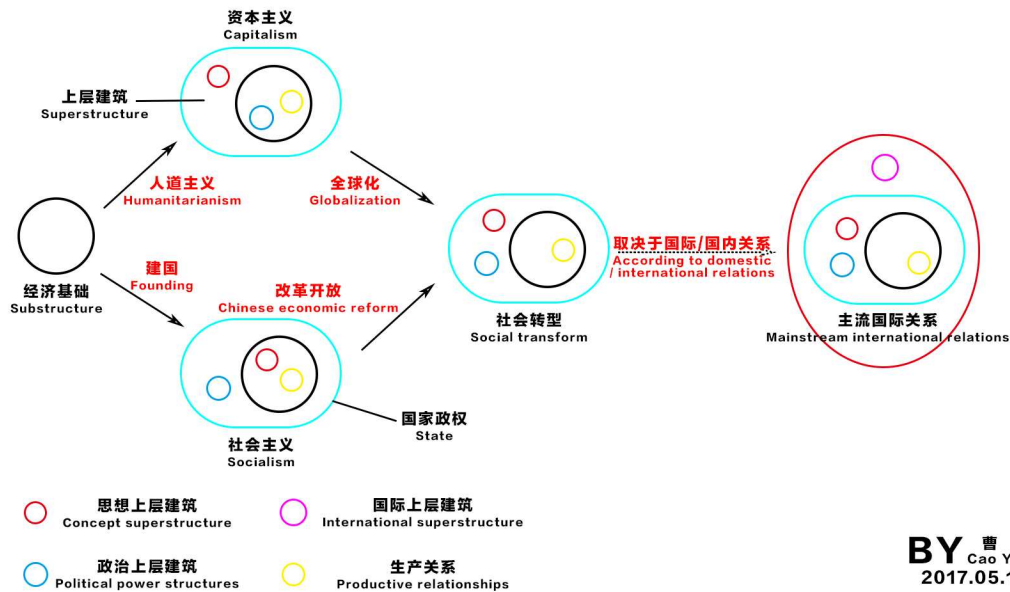 资本主义
Capitalism
上层建筑
Superstructure
人道主义
Humanitarianism
全球化
Globalization
经济基础
Substructure
建国
Founding
改革开放
Chinese economic reform
社会转型
Social transform
取决于国际/国内关系
According to domestic
/ international relations
主流国际关系
Mainstream international relations
社会主义
Socialism
国家政权
State
思想上层建筑
Concept superstructure
国际上层建筑
International superstructure
政治上层建筑
Political power structures
生产关系
Productive relationships
BY 曹
Cao Y
2017.05.1